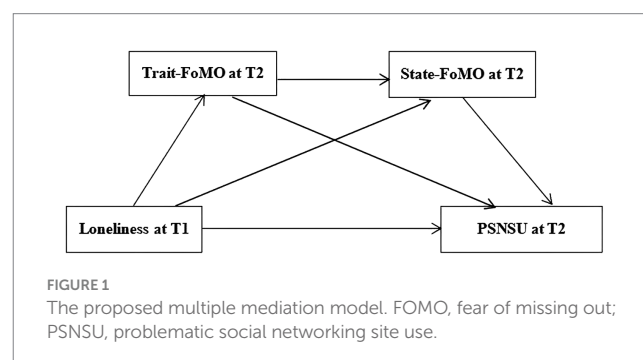 Trait-FoMO at T2
State-FoMO at T2
Loneliness at T1
PSNSU at T2
FIGURE 1
The proposed multiple mediation model. FOMO, fear of missing out;
PSNSU, problematic social networking site use.